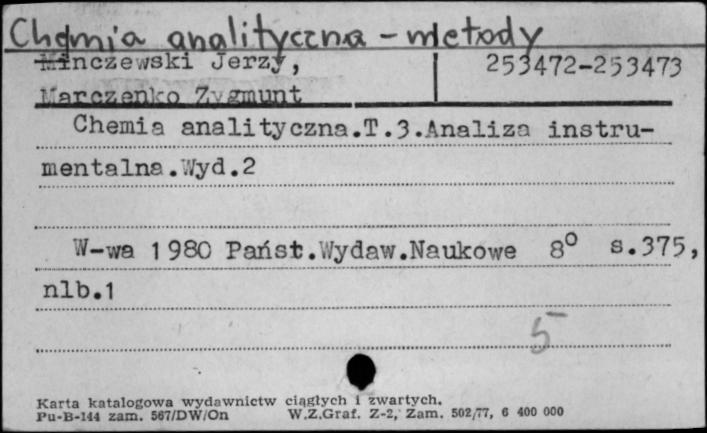 Chemia analityczna - metody
Minczewski Jerzy, 253472-253473
Marczenko Zygmunt
Chemia analityczna.T.3.Analiza instru-
mentalna.Wyd.2
W-wa 1980 Państ.Wydaw.Naukowe 8° s.375,
nlb.1
5
Karta katalogowa wydawnictw ciągłych i zwartych.
Pu-B-144 zam. 567/DW/On W.Z.Graf. Z-2, Zam. 502/77, 6 400 000